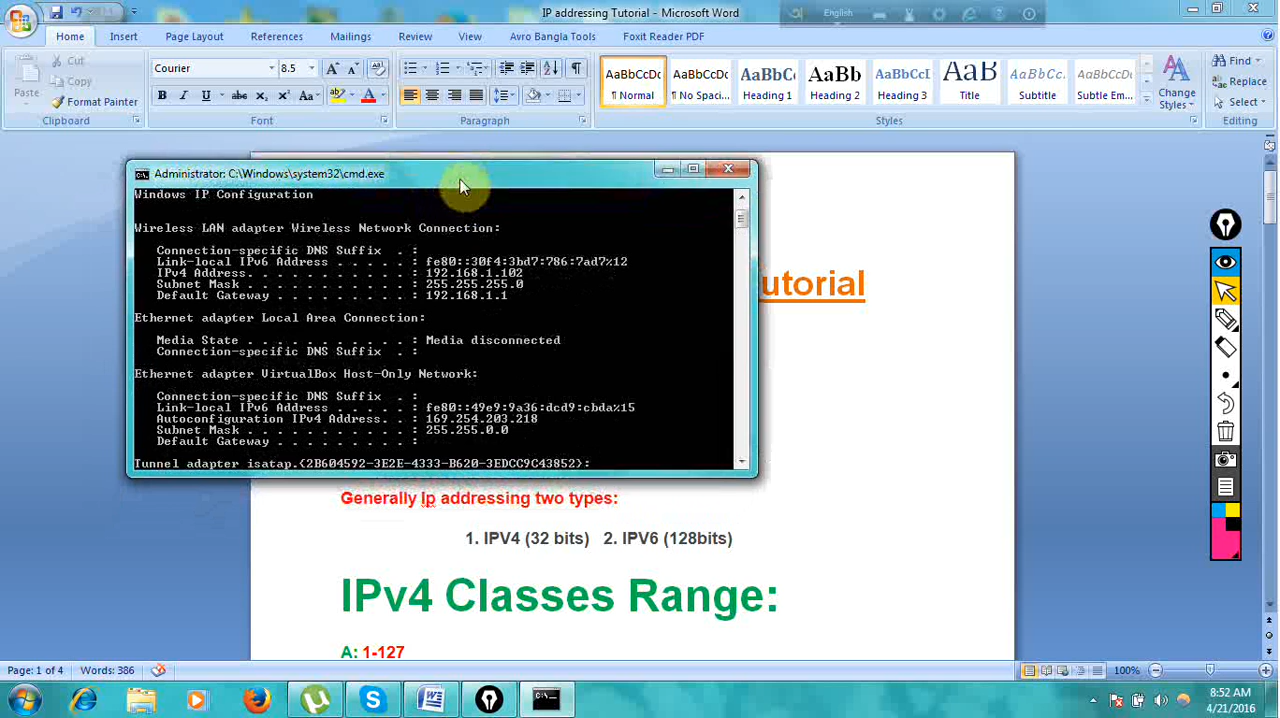 IP addressing Tutorial - Microsoft Word
English
Home Insert Page Layout References Mailings Review View Avro Bangla Tools Foxit Reader PDF
Paste
Cut
Copy
Format Painter
Clipboard
Courier 8.5
Font
Paragraph
AaBbCcDc AaBbCcDc AaBbC AaBb AaBbCcI AaB AaBbCcL AaBbCcDc
¶ Normal ¶ No Spaci... Heading 1 Heading 2 Heading 3 Title Subtitle Subtle Em...
Change Styles
Styles
Find
Replace
Select
Editing
Administrator: C:\Windows\system32\cmd.exe
Windows IP Configuration
Wireless LAN adapter Wireless Network Connection:
Connection-specific DNS Suffix . :
Link-local IPv6 Address . . . . . : fe80::30f4:3bd7:786:7ad7%12
IPv4 Address. . . . . . . . . . . : 192.168.1.102
Subnet Mask . . . . . . . . . . . : 255.255.255.0
Default Gateway . . . . . . . . . : 192.168.1.1
Ethernet adapter Local Area Connection:
Media State . . . . . . . . . . . : Media disconnected
Connection-specific DNS Suffix . :
Ethernet adapter VirtualBox Host-Only Network:
Connection-specific DNS Suffix . :
Link-local IPv6 Address . . . . . : fe80::49e9:9a36:dcd9:cbda%15
Autoconfiguration IPv4 Address. . : 169.254.203.218
Subnet Mask . . . . . . . . . . . : 255.255.0.0
Default Gateway . . . . . . . . . :
Tunnel adapter isatap.{2B604592-3E2E-4333-B620-3EDCC9C43852}:
utorial
Generally Ip addressing two types:
1. IPV4 (32 bits) 2. IPV6 (128bits)
IPv4 Classes Range:
A: 1-127
Page: 1 of 4 Words: 386 100%
8:52 AM
4/21/2016